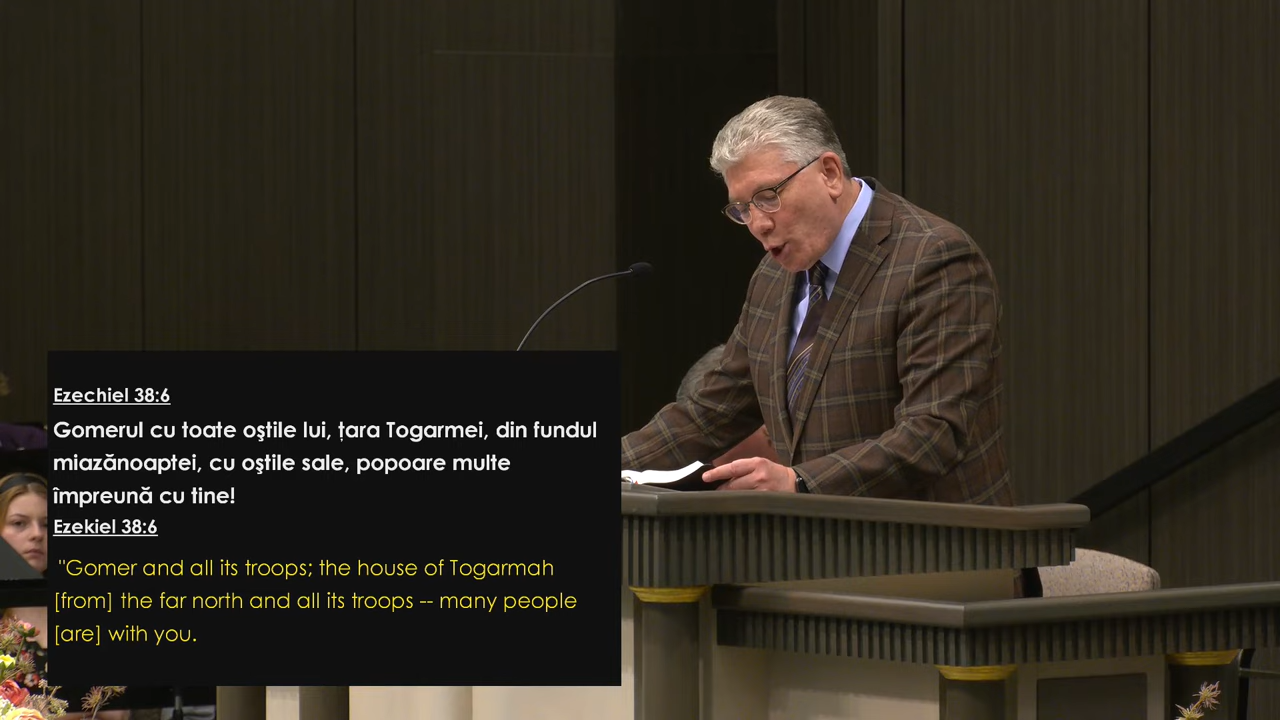 Ezechiel 38:6
Gomerul cu toate oştile lui, ţara Togarmei, din fundul
miazănoaptei, cu oştile sale, popoare multe
împreună cu tine!
Ezekiel 38:6
"Gomer and all its troops; the house of Togarmah
[from] the far north and all its troops -- many people
[are] with you.